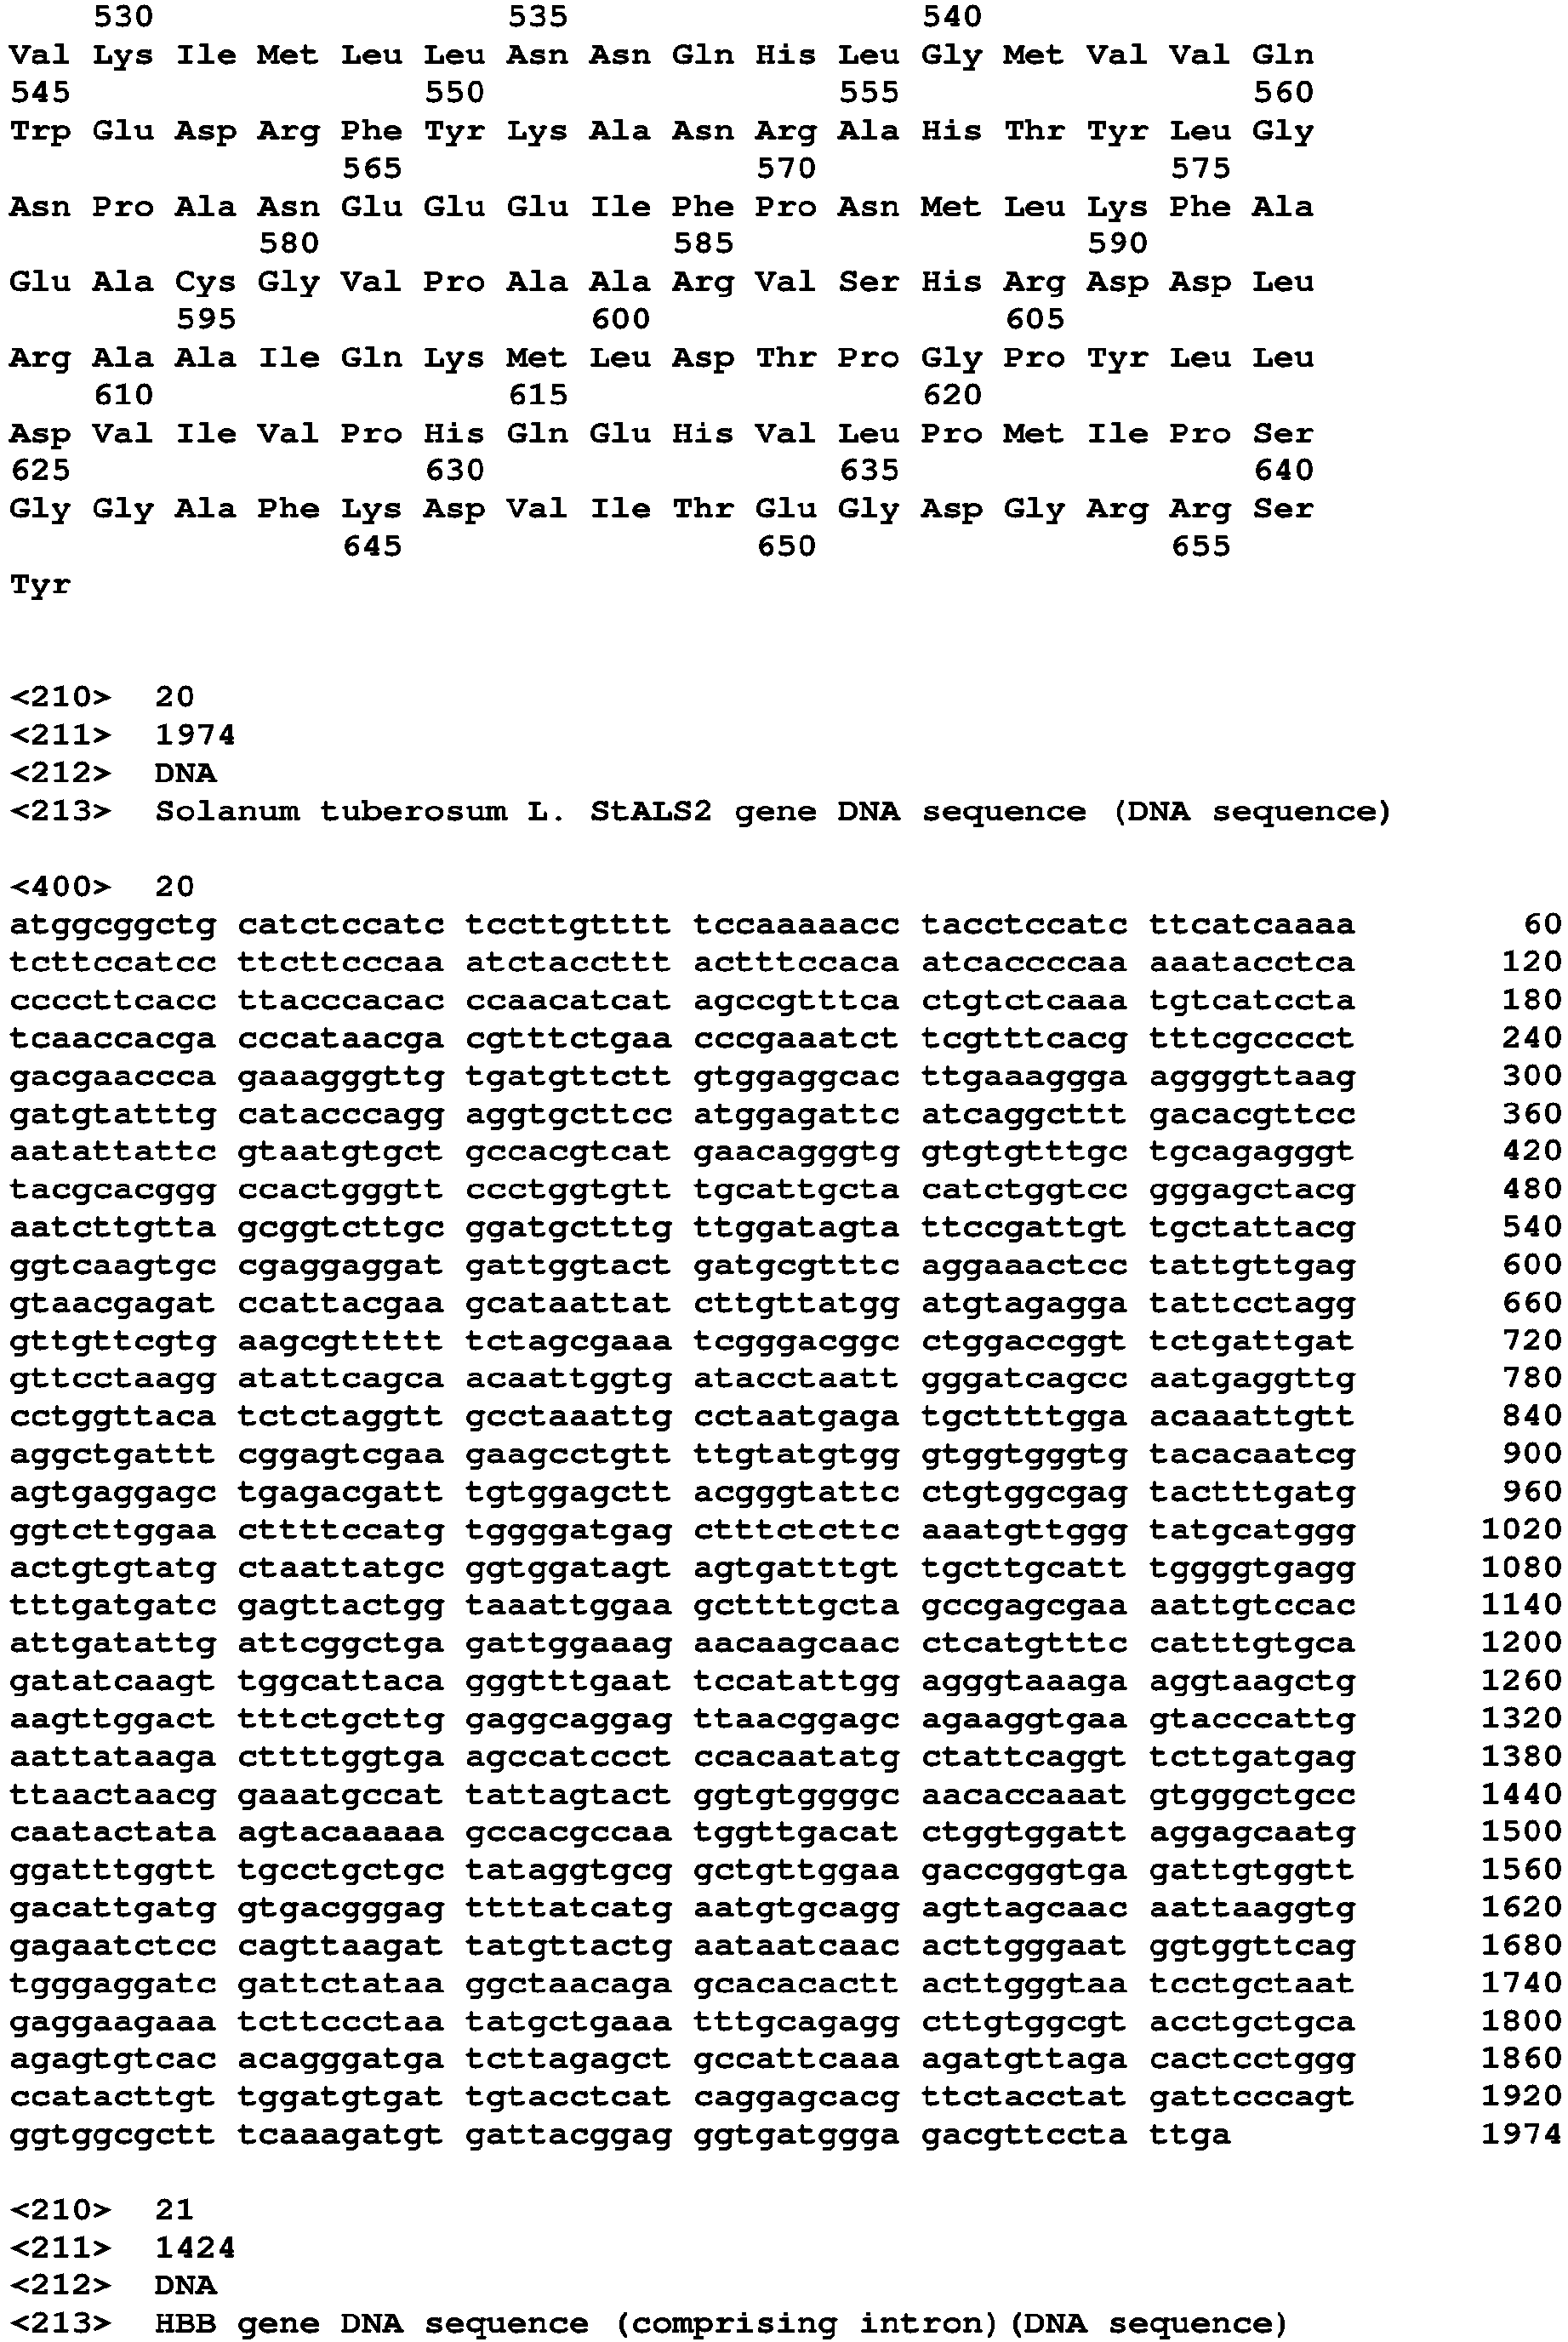 530 535 540
Val Lys Ile Met Leu Leu Asn Asn Gln His Leu Gly Met Val Val Gln
545 550 555 560
Trp Glu Asp Arg Phe Tyr Lys Ala Asn Arg Ala His Thr Tyr Leu Gly
565 570 575
Asn Pro Ala Asn Glu Glu Glu Ile Phe Pro Asn Met Leu Lys Phe Ala
580 585 590
Glu Ala Cys Gly Val Pro Ala Ala Arg Val Ser His Arg Asp Asp Leu
595 600 605
Arg Ala Ala Ile Gln Lys Met Leu Asp Thr Pro Gly Pro Tyr Leu Leu
610 615 620
Asp Val Ile Val Pro His Gln Glu His Val Leu Pro Met Ile Pro Ser
625 630 635 640
Gly Gly Ala Phe Lys Asp Val Ile Thr Glu Gly Asp Gly Arg Arg Ser
645 650 655
Tyr
<210> 20
<211> 1974
<212> DNA
<213> Solanum tuberosum L. StALS2 gene DNA sequence (DNA sequence)
<400> 20
atggcggctg catctccatc tccttgtttt tccaaaaacc tacctccatc ttcatcaaaa 60
tcttccatcc ttcttcccaa atctaccttt actttccaca atcaccccaa aaatacctca 120
ccccttcacc ttacccacac ccaacatcat agccgtttca ctgtctcaaa tgtcatccta 180
tcaaccacga cccataacga cgtttctgaa cccgaaatct tcgtttcacg tttcgcccct 240
gacgaaccca gaaagggttg tgatgttctt gtggaggcac ttgaaaggga aggggttaag 300
gatgtatttg catacccagg aggtgcttcc atggagattc atcaggcttt gacacgttcc 360
aatattattc gtaatgtgct gccacgtcat gaacagggtg gtgtgtttgc tgcagagggt 420
tacgcacggg ccactgggtt ccctggtgtt tgcattgcta catctggtcc gggagctacg 480
aatcttgtta gcggtcttgc ggatgctttg ttggatagta ttccgattgt tgctattacg 540
ggtcaagtgc cgaggaggat gattggtact gatgcgtttc aggaaactcc tattgttgag 600
gtaacgagat ccattacgaa gcataattat cttgttatgg atgtagagga tattcctagg 660
gttgttcgtg aagcgttttt tctagcgaaa tcgggacggc ctggaccggt tctgattgat 720
gttcctaagg atattcagca acaattggtg atacctaatt gggatcagcc aatgaggttg 780
cctggttaca tctctaggtt gcctaaattg cctaatgaga tgcttttgga acaaattgtt 840
aggctgattt cggagtcgaa gaagcctgtt ttgtatgtgg gtggtgggtg tacacaatcg 900
agtgaggagc tgagacgatt tgtggagctt acgggtattc ctgtggcgag tactttgatg 960
ggtcttggaa cttttccatg tggggatgag ctttctcttc aaatgttggg tatgcatggg 1020
actgtgtatg ctaattatgc ggtggatagt agtgatttgt tgcttgcatt tggggtgagg 1080
tttgatgatc gagttactgg taaattggaa gcttttgcta gccgagcgaa aattgtccac 1140
attgatattg attcggctga gattggaaag aacaagcaac ctcatgtttc catttgtgca 1200
gatatcaagt tggcattaca gggtttgaat tccatattgg agggtaaaga aggtaagctg 1260
aagttggact tttctgcttg gaggcaggag ttaacggagc agaaggtgaa gtacccattg 1320
aattataaga cttttggtga agccatccct ccacaatatg ctattcaggt tcttgatgag 1380
ttaactaacg gaaatgccat tattagtact ggtgtggggc aacaccaaat gtgggctgcc 1440
caatactata agtacaaaaa gccacgccaa tggttgacat ctggtggatt aggagcaatg 1500
ggatttggtt tgcctgctgc tataggtgcg gctgttggaa gaccgggtga gattgtggtt 1560
gacattgatg gtgacgggag ttttatcatg aatgtgcagg agttagcaac aattaaggtg 1620
gagaatctcc cagttaagat tatgttactg aataatcaac acttgggaat ggtggttcag 1680
tgggaggatc gattctataa ggctaacaga gcacacactt acttgggtaa tcctgctaat 1740
gaggaagaaa tcttccctaa tatgctgaaa tttgcagagg cttgtggcgt acctgctgca 1800
agagtgtcac acagggatga tcttagagct gccattcaaa agatgttaga cactcctggg 1860
ccatacttgt tggatgtgat tgtacctcat caggagcacg ttctacctat gattcccagt 1920
ggtggcgctt tcaaagatgt gattacggag ggtgatggga gacgttccta ttga 1974
<210> 21
<211> 1424
<212> DNA
<213> HBB gene DNA sequence (comprising intron)(DNA sequence)